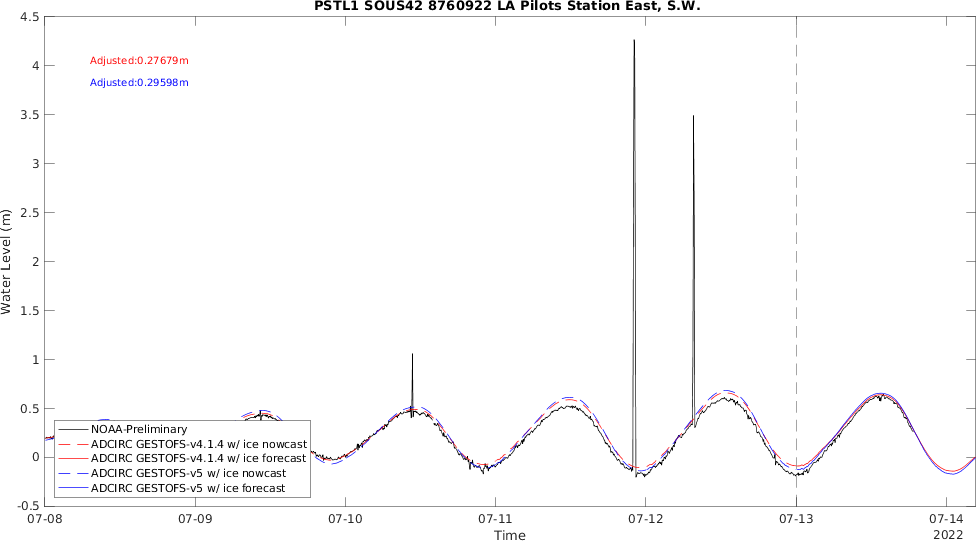 PSTL1 SOUS42 8760922 LA Pilots Station East, S.W.
4.5
4
3.5
3
2.5
2
1.5
1
0.5
0
-0.5
Water Level (m)
Adjusted:0.27679m
Adjusted:0.29598m
NOAA-Preliminary
ADCIRC GESTOFS-v4.1.4 w/ ice nowcast
ADCIRC GESTOFS-v4.1.4 w/ ice forecast
ADCIRC GESTOFS-v5 w/ ice nowcast
ADCIRC GESTOFS-v5 w/ ice forecast
07-08 07-09 07-10 07-11 07-12 07-13 07-14
Time 2022